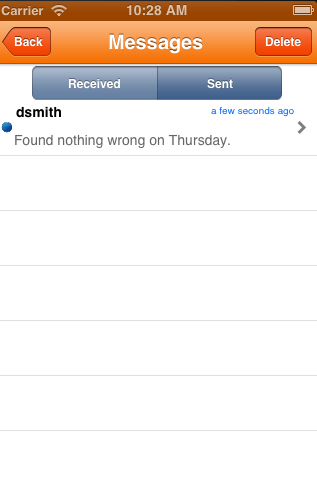 Carrier 10:28 AM
Back Messages Delete
Received Sent
dsmith a few seconds ago
Found nothing wrong on Thursday.